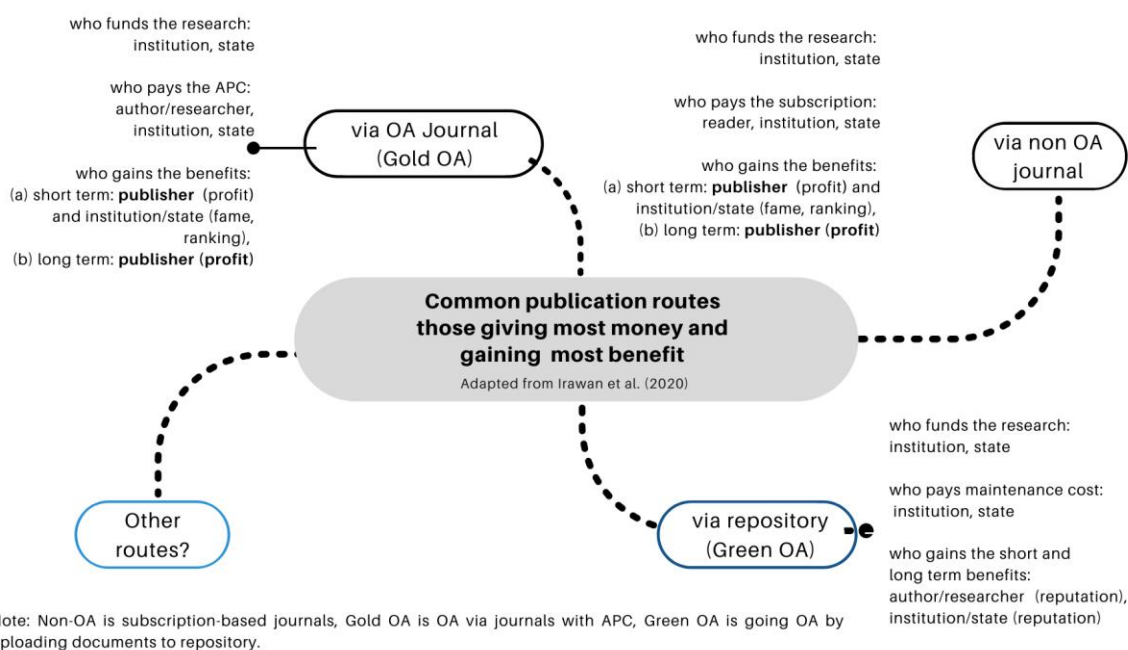 who funds the research:
institution, state
who pays the APC:
author/researcher,
institution, state
who gains the benefits:
(a) short term: publisher (profit)
and institution/state (fame,
ranking),
(b) long term: publisher (profit)
via OA Journal
(Gold OA)
who funds the research:
institution, state
who pays the subscription:
reader, institution, state
who gains the benefits:
(a) short term: publisher (profit) and
institution/state (fame, ranking),
(b) long term: publisher (profit)
via non OA
journal
Common publication routes
those giving most money and
gaining most benefit
Adapted from Irawan et al. (2020)
Other
routes?
via repository
(Green OA)
who funds the research:
institution, state
who pays maintenance cost:
institution, state
who gains the short and
long term benefits:
author/researcher (reputation),
institution/state (reputation)
ote: Non-OA is subscription-based journals, Gold OA is OA via journals with APC, Green OA is going OA by
ploading documents to repository.